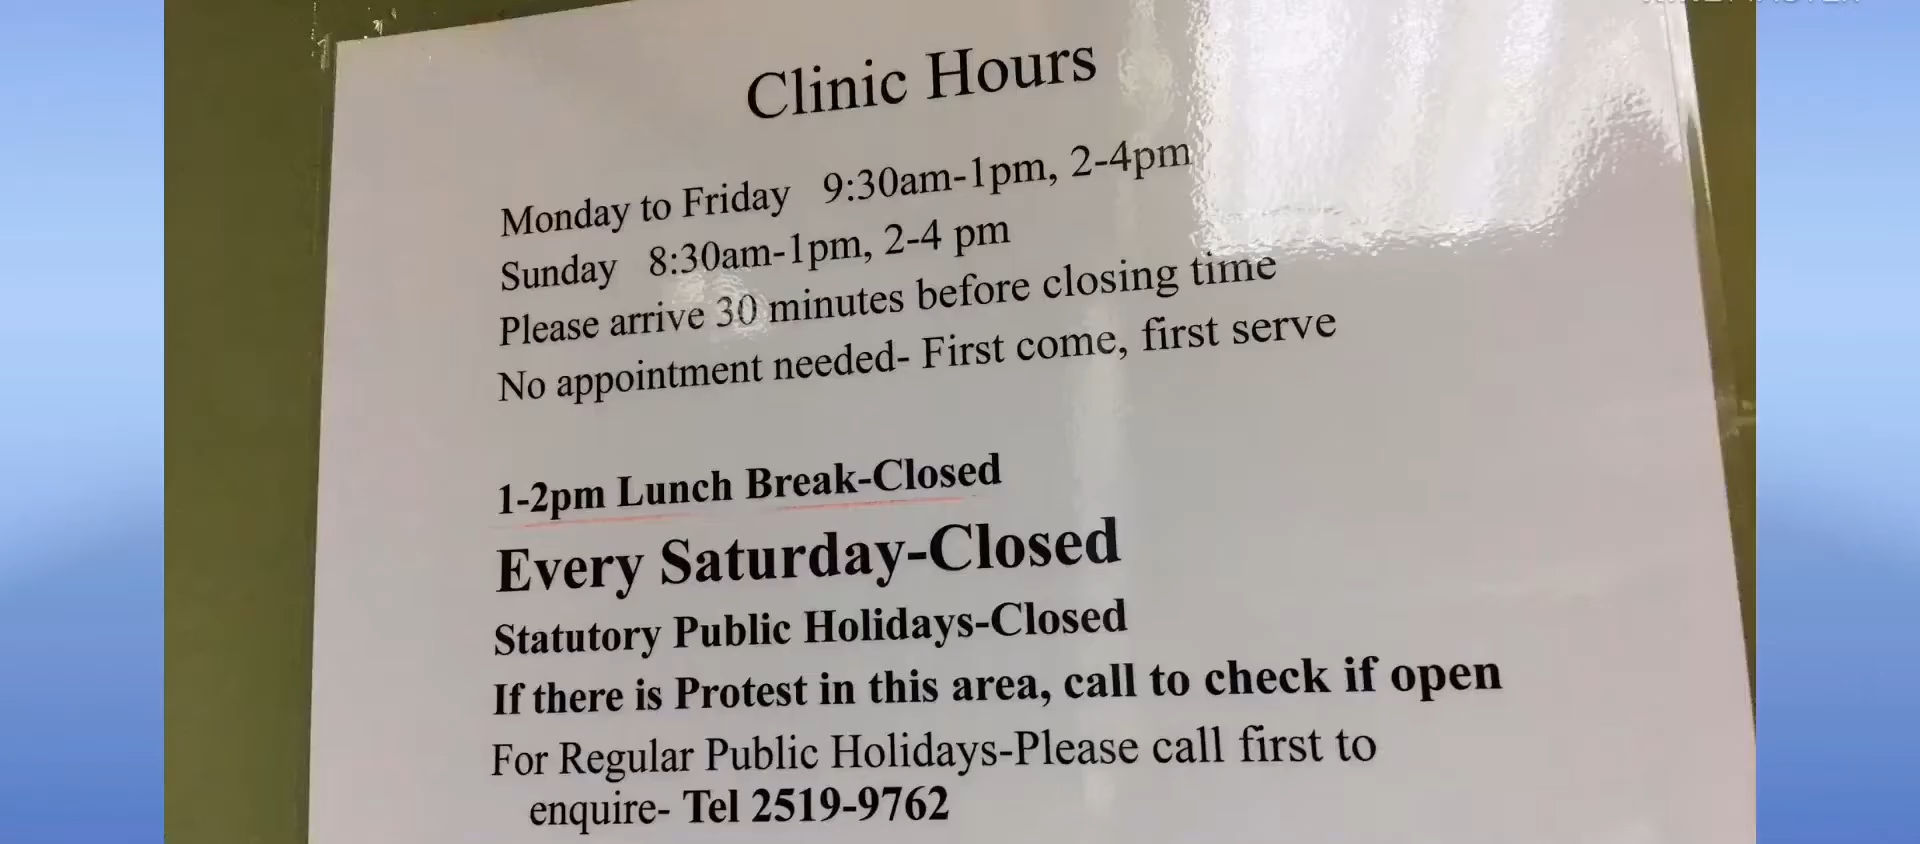 Clinic Hours
Monday to Friday 9:30am-1pm, 2-4pm
Sunday 8:30am-1pm, 2-4 pm
Please arrive 30 minutes before closing time
No appointment needed- First come, first serve
1-2pm Lunch Break-Closed
Every Saturday-Closed
Statutory Public Holidays-Closed
If there is Protest in this area, call to check if open
For Regular Public Holidays-Please call first to
enquire- Tel 2519-9762